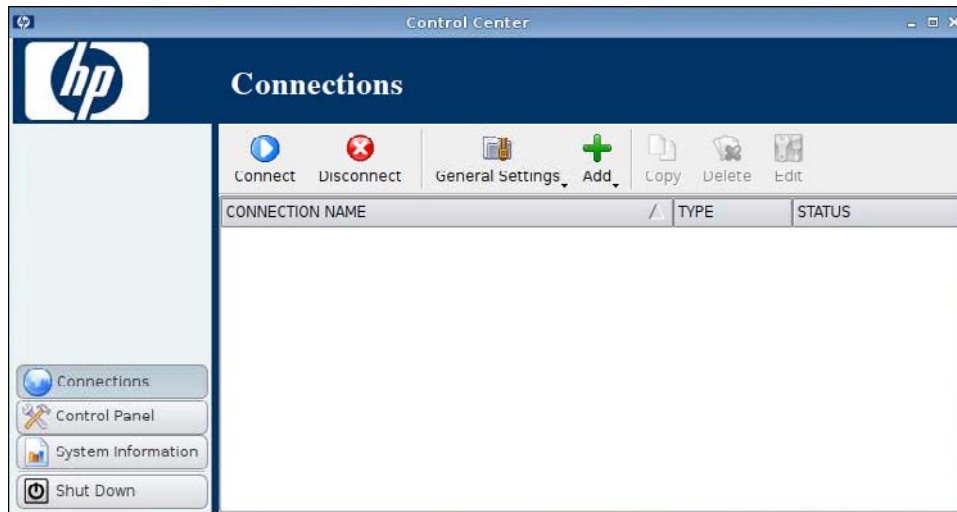 Control Center
hp
Connections
Connect Disconnect General Settings Add Copy Delete Edit
CONNECTION NAME TYPE STATUS
Connections
Control Panel
System Information
Shut Down